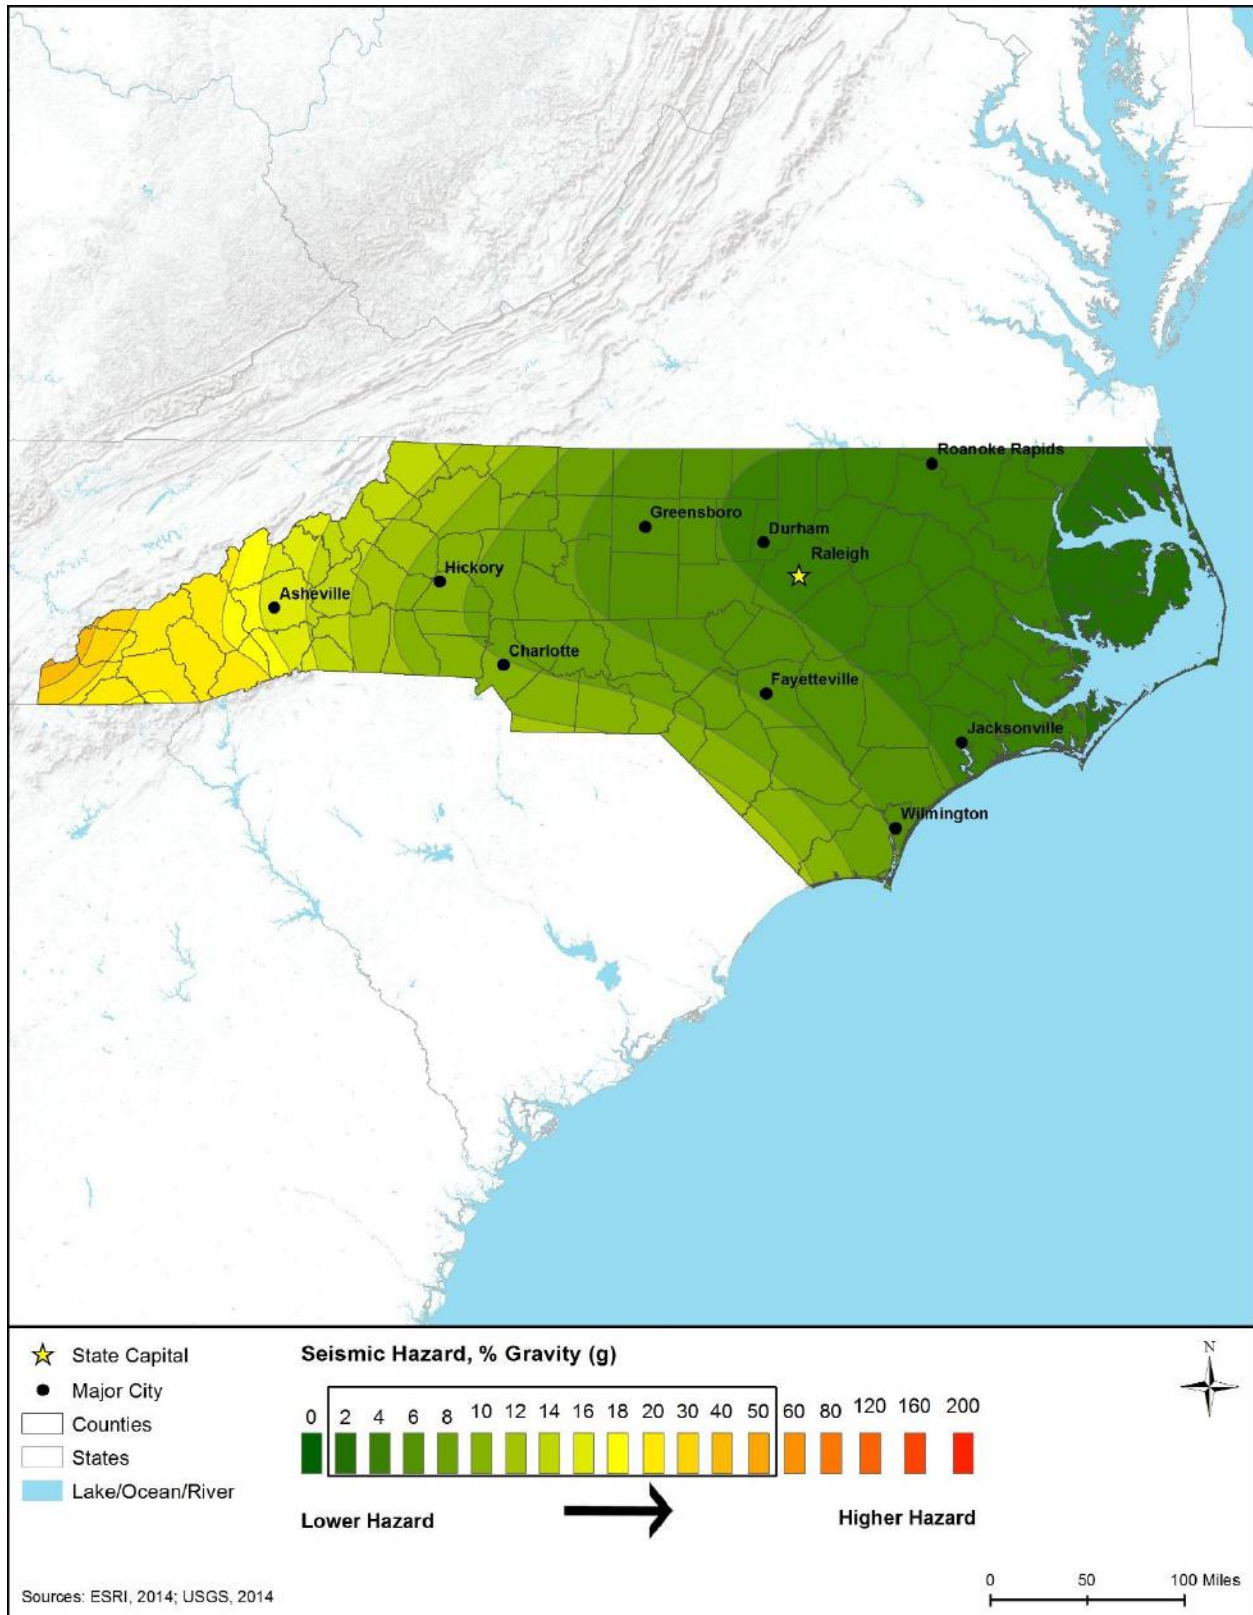 Roanoke Rapids
Greensboro
Durham
Raleigh
Hickory
Asheville
Charlotte
Fayetteville
Jacksonville
Wilmington
State Capital
Major City
Counties
States
Lake/Ocean/River
Seismic Hazard, % Gravity (g)
0 2 4 6 8 10 12 14 16 18 20 30 40 50 60 80 120 160 200
Lower Hazard
Higher Hazard
N
Sources: ESRI, 2014; USGS, 2014
0 50 100 Miles